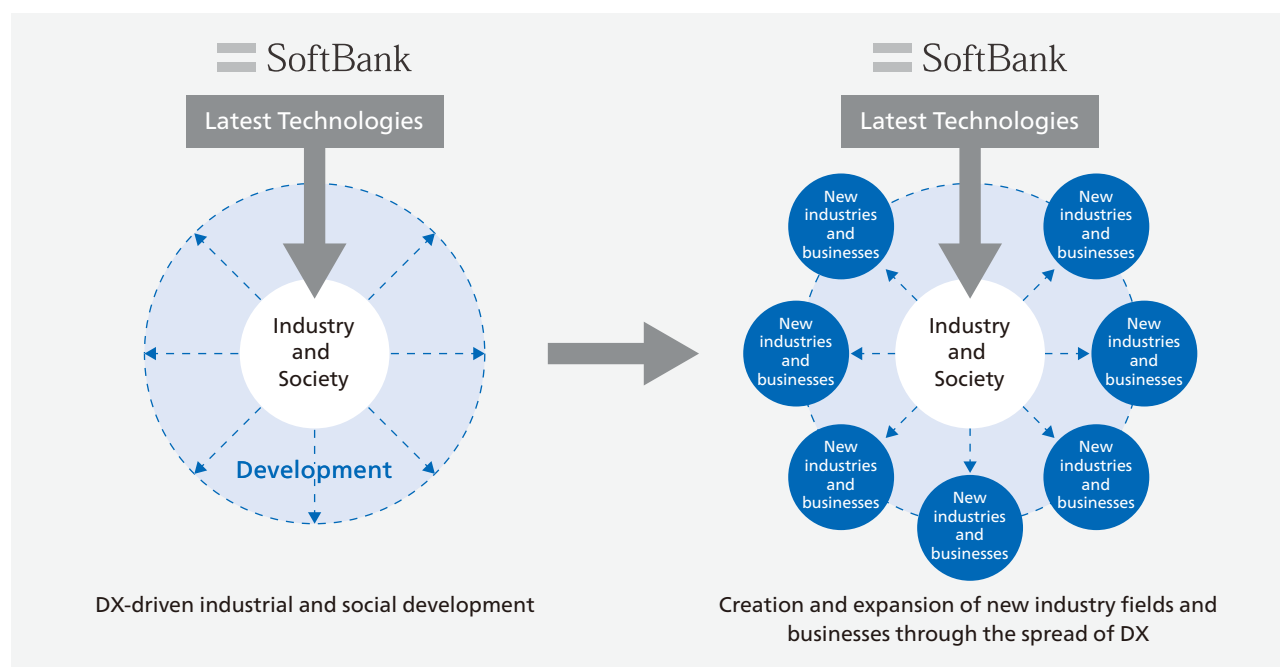 SoftBank
Latest Technologies
Industry
and
Society
Development
DX-driven industrial and social development
SoftBank
Latest Technologies
New
industries
and
businesses
New
industries
and
businesses
New
industries
and
businesses
Industry
and
Society
New
industries
and
businesses
New
industries
and
businesses
New
industries
and
businesses
New
industries
and
businesses
Creation and expansion of new industry fields and
businesses through the spread of DX